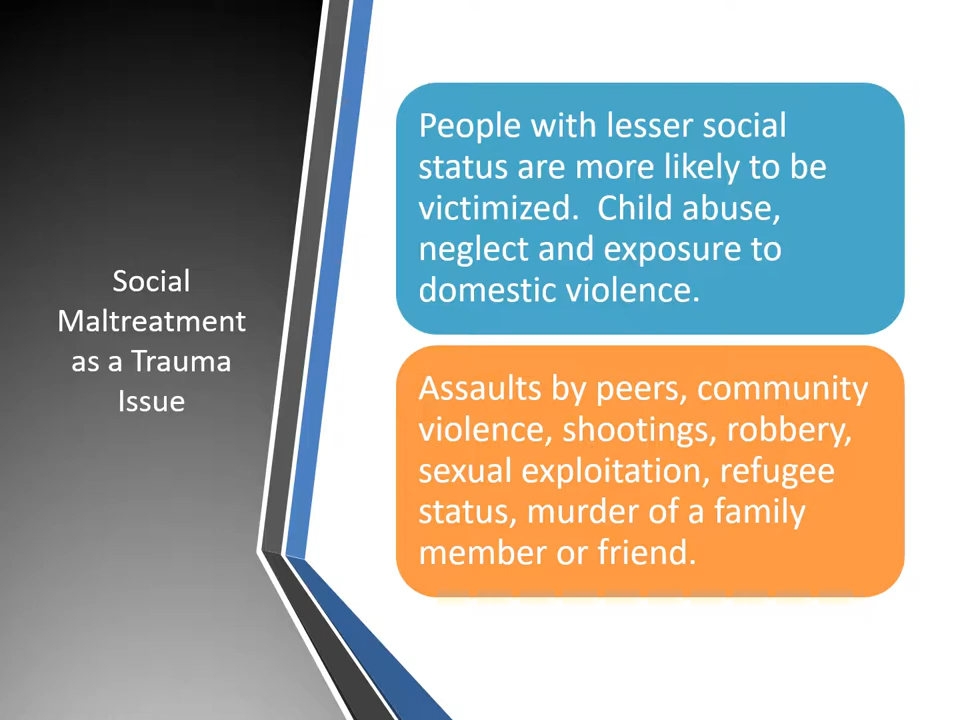 Social
Maltreatment
as a Trauma
Issue
People with lesser social
status are more likely to be
victimized.  Child abuse,
neglect and exposure to
domestic violence.
Assaults by peers, community
violence, shootings, robbery,
sexual exploitation, refugee
status, murder of a family
member or friend.